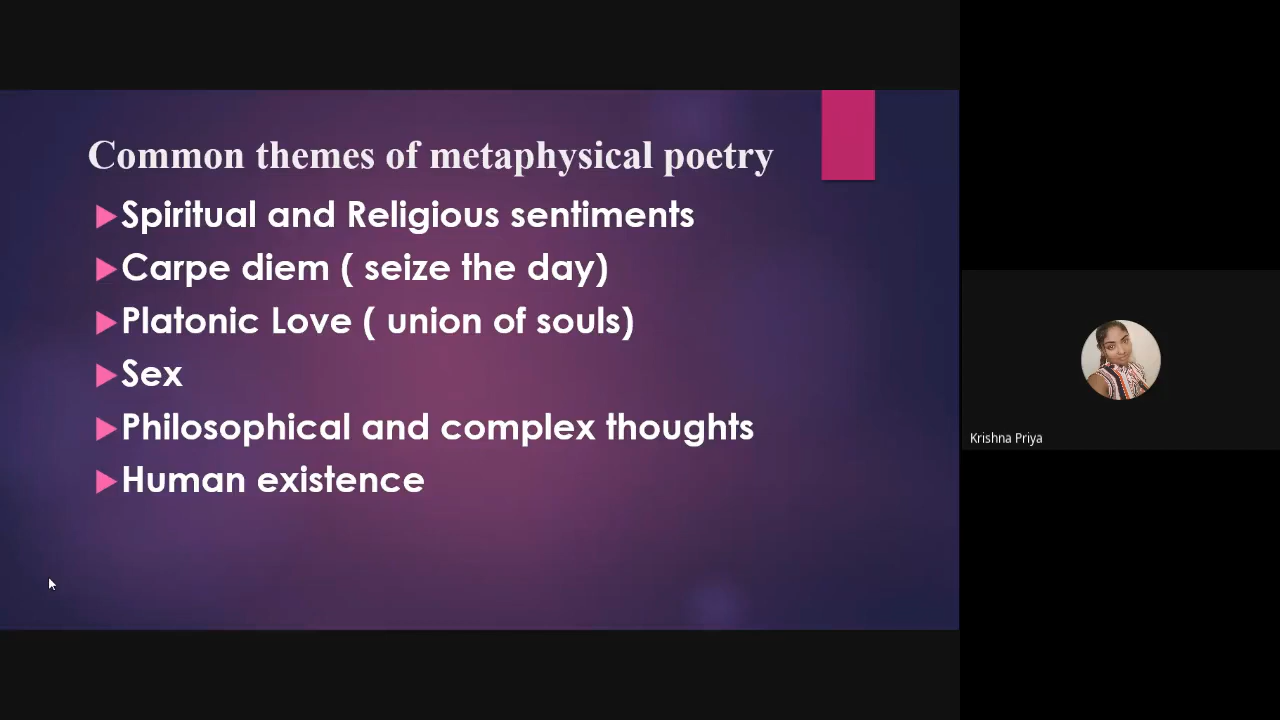 Common themes of metaphysical poetry
Spiritual and Religious sentiments
Carpe diem ( seize the day)
Platonic Love ( union of souls)
Sex
Philosophical and complex thoughts
Human existence
Krishna Priya